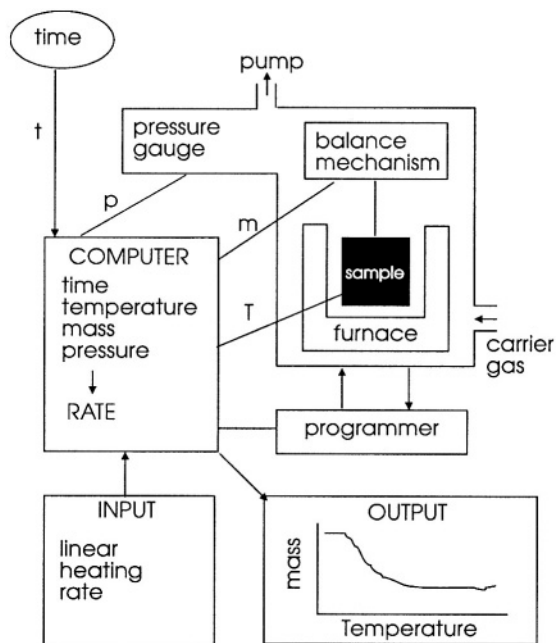 time
pump
t
pressure
gauge
balance
mechanism
p
m
COMPUTER
time
temperature
mass
pressure
RATE
T
sample
furnace
carrier
gas
programmer
INPUT
linear
heating
rate
OUTPUT
mass
Temperature